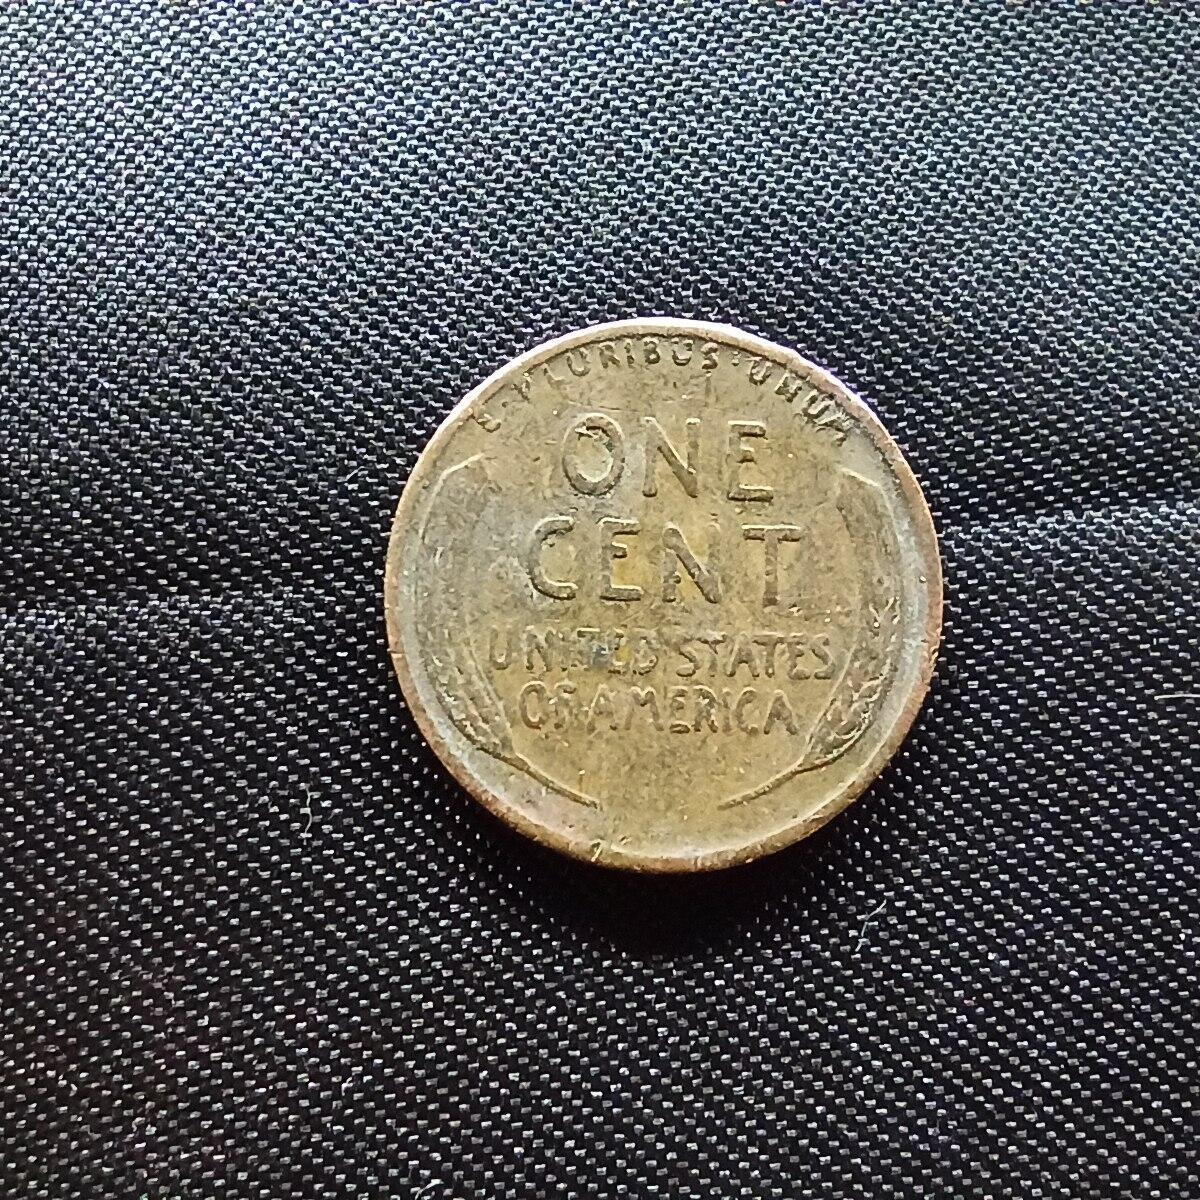 E·PLURIBUS·UNUM
ONE
CENT
UNITED STATES
OF AMERICA